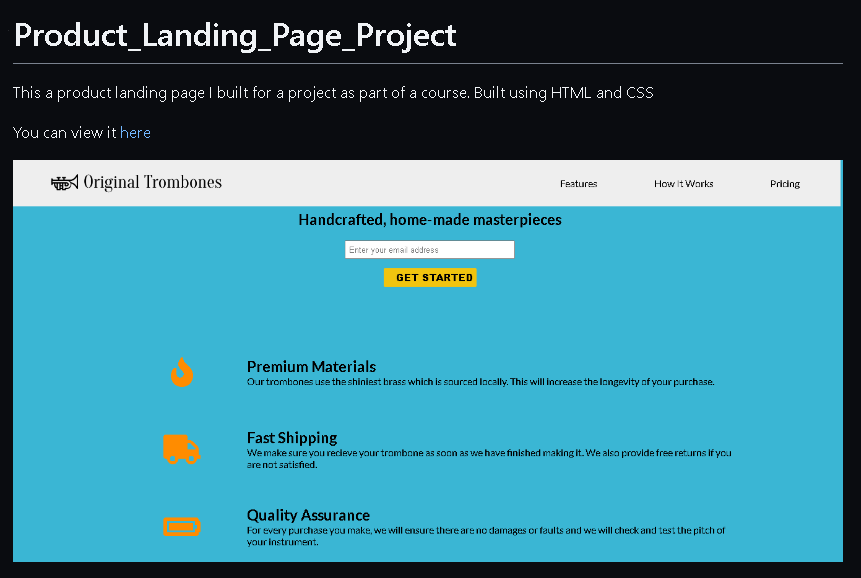 Product_Landing_Page_Project
This a product landing page I built for a project as part of a course. Built using HTML and CSS
You can view it here
Original Trombones
Features
How It Works
Pricing
Handcrafted, home-made masterpieces
Enter your email address
GET STARTED
Premium Materials
Our trombones use the shiniest brass which is sourced locally. This will increase the longevity of your purchase.
Fast Shipping
We make sure you recieve your trombone as soon as we have finished making it. We also provide free returns if you
are not satisfied.
Quality Assurance
For every purchase you make, we will ensure there are no damages or faults and we will check and test the pitch of
your instrument.